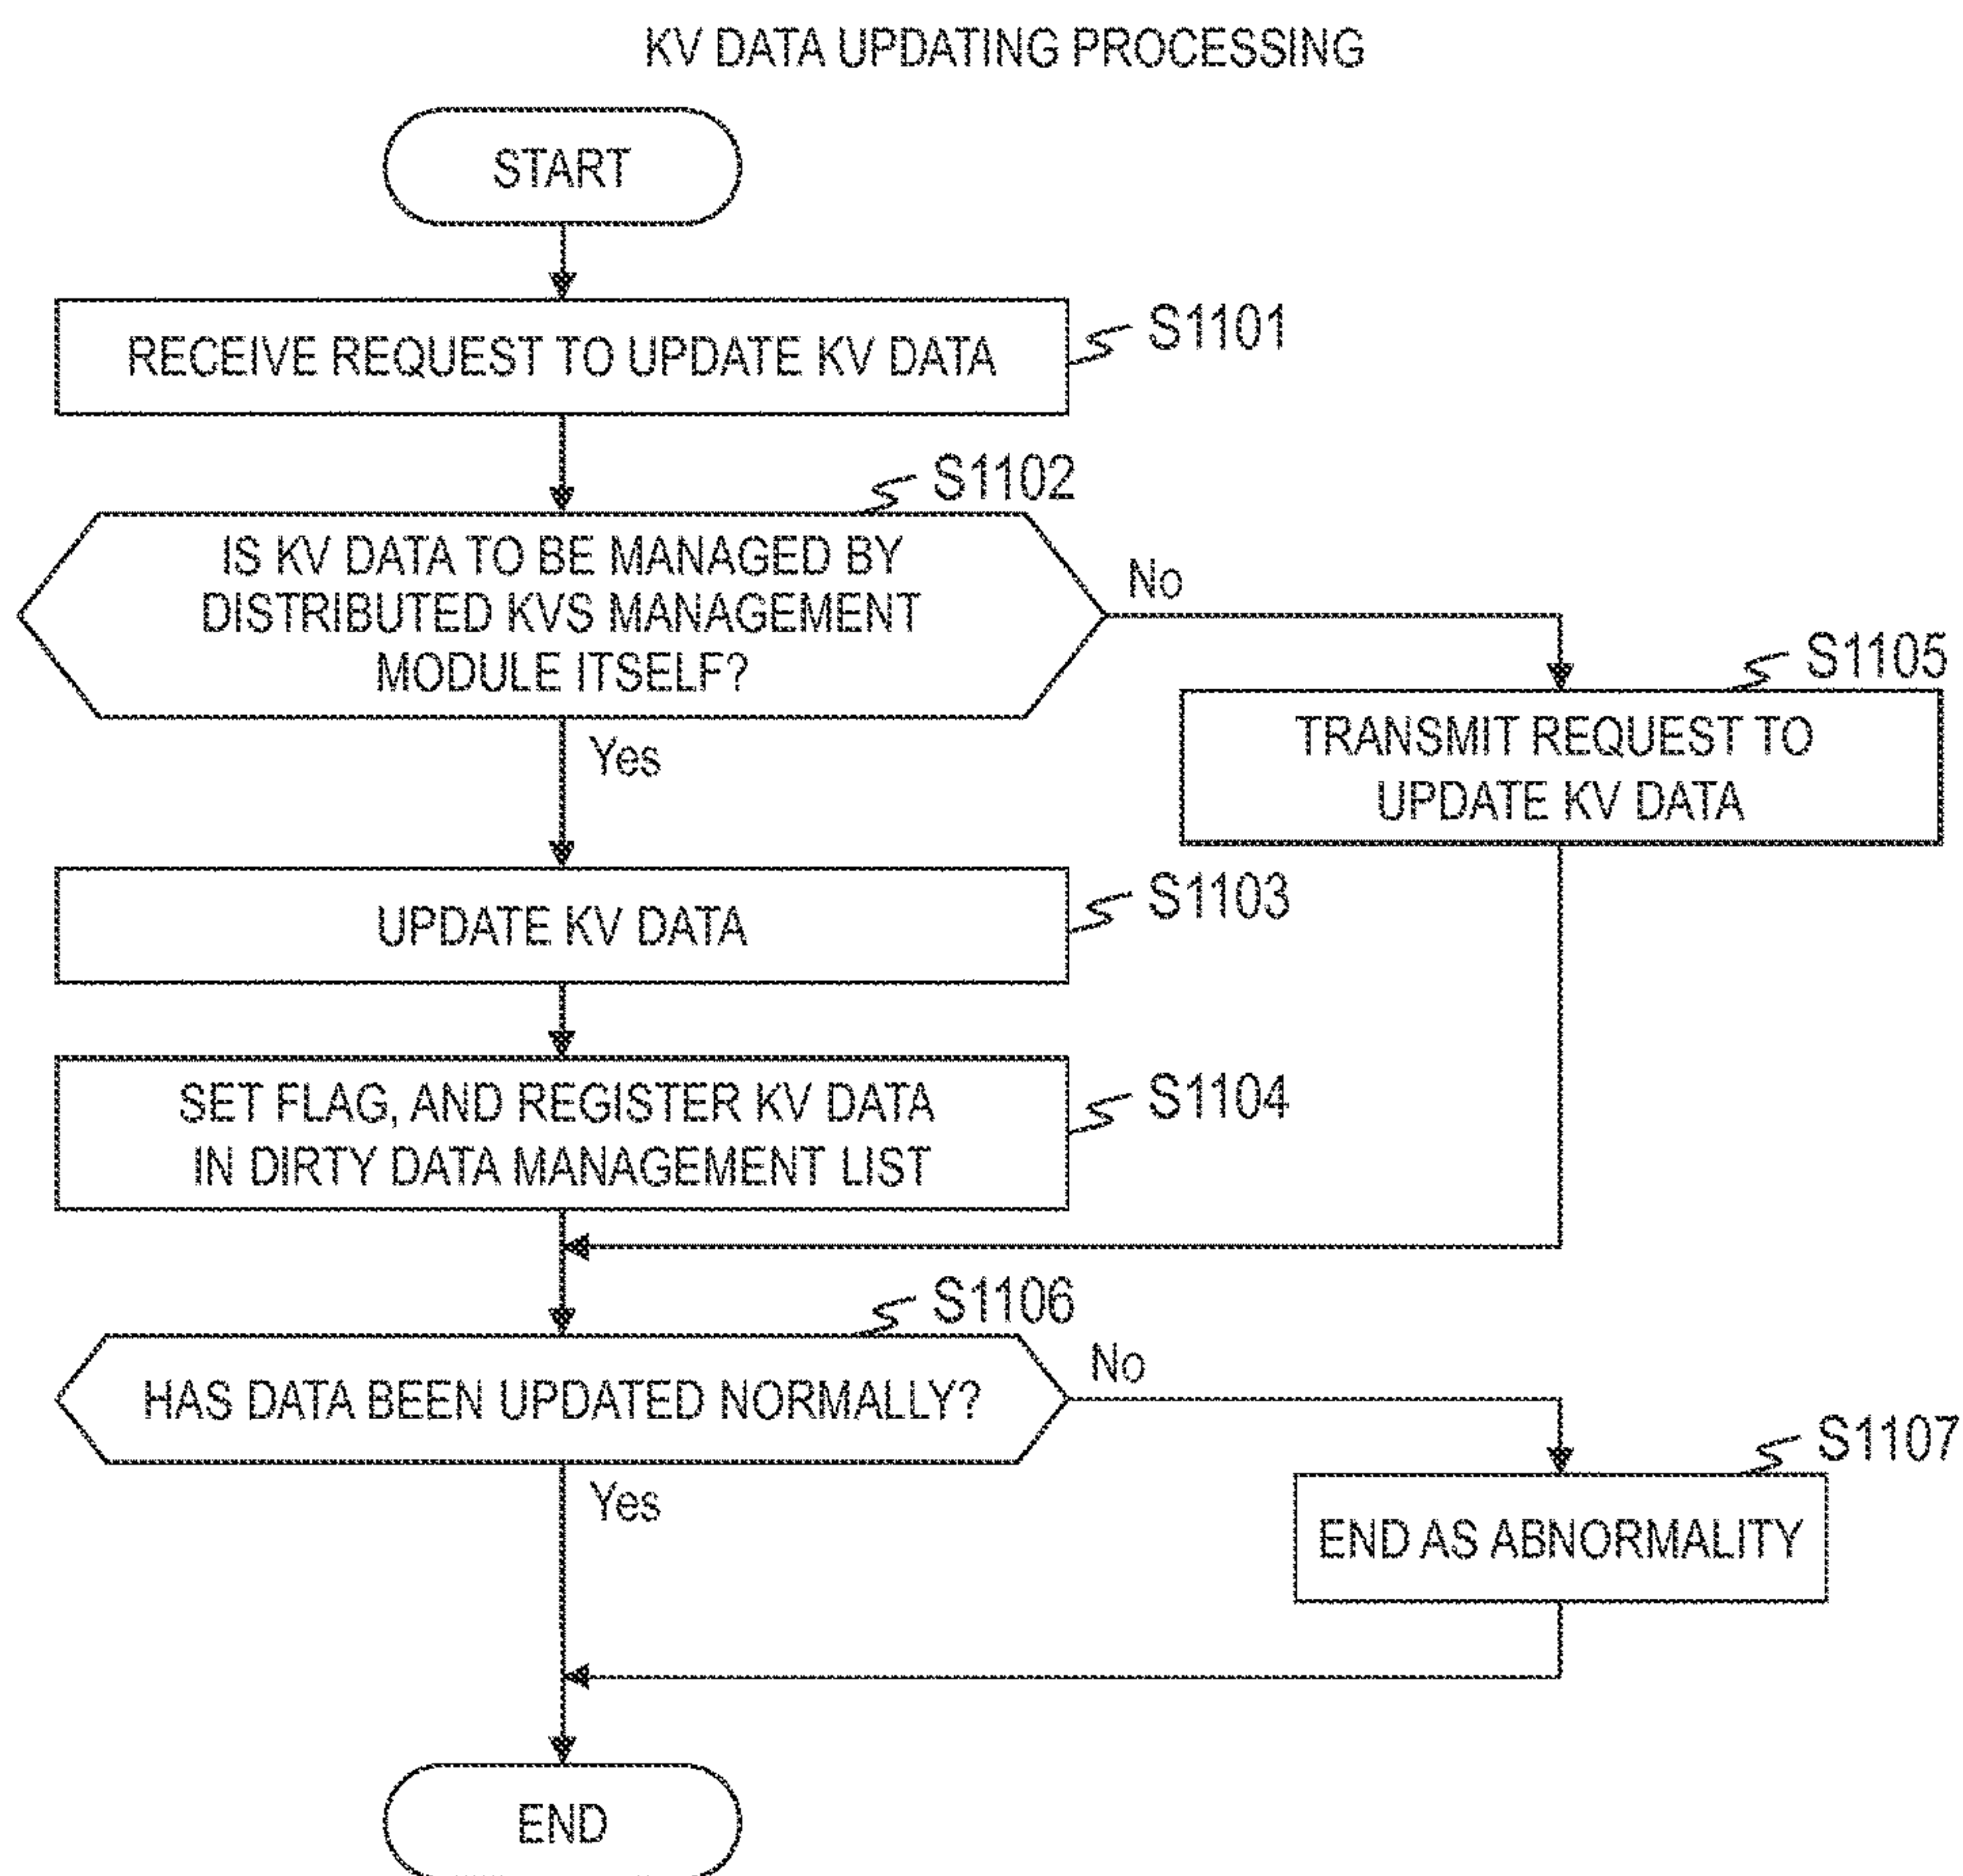 KV DATA UPDATING PROCESSING
START
RECEIVE REQUEST TO UPDATE KV DATA
S1101
S1102
IS KV DATA TO BE MANAGED BY
DISTRIBUTED KVS MANAGEMENT
MODULE ITSELF?
No
S1105
TRANSMIT REQUEST TO
UPDATE KV DATA
Yes
UPDATE KV DATA
S1103
SET FLAG, AND REGISTER KV DATA
IN DIRTY DATA MANAGEMENT LIST
S1104
S1106
HAS DATA BEEN UPDATED NORMALLY?
No
S1107
END AS ABNORMALITY
Yes
END